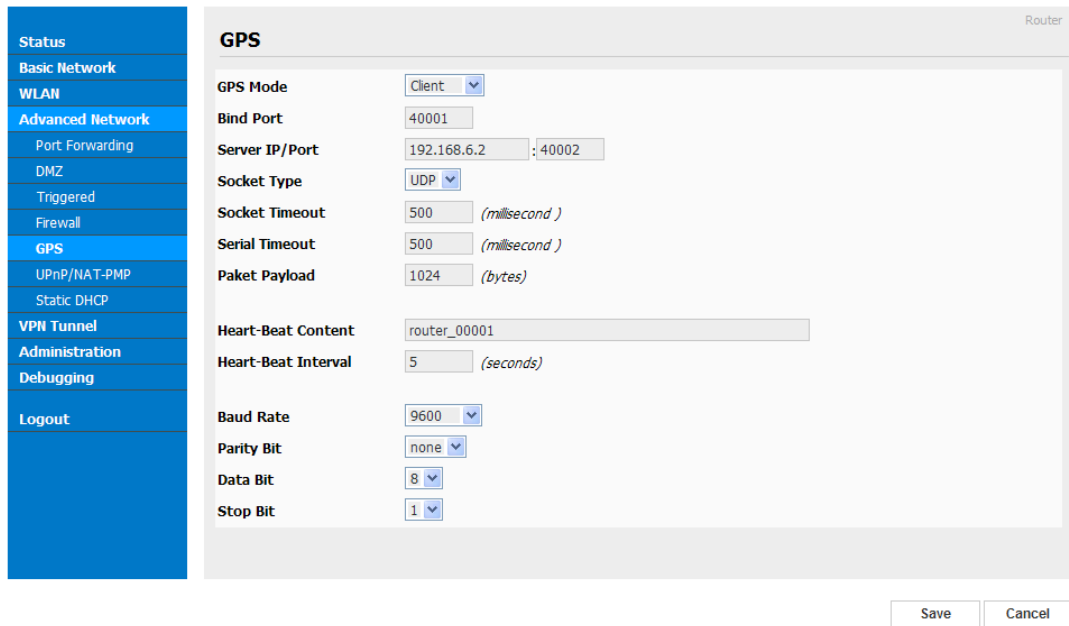 Router
Status
Basic Network
WLAN
Advanced Network
Port Forwarding
DMZ
Triggered
Firewall
GPS
UPnP/NAT-PMP
Static DHCP
VPN Tunnel
Administration
Debugging
Logout
GPS
GPS Mode Client
Bind Port 40001
Server IP/Port 192.168.6.2 : 40002
Socket Type UDP
Socket Timeout 500 (millisecond )
Serial Timeout 500 (millisecond )
Paket Payload 1024 (bytes)
Heart-Beat Content router_00001
Heart-Beat Interval 5 (seconds)
Baud Rate 9600
Parity Bit none
Data Bit 8
Stop Bit 1
Save Cancel